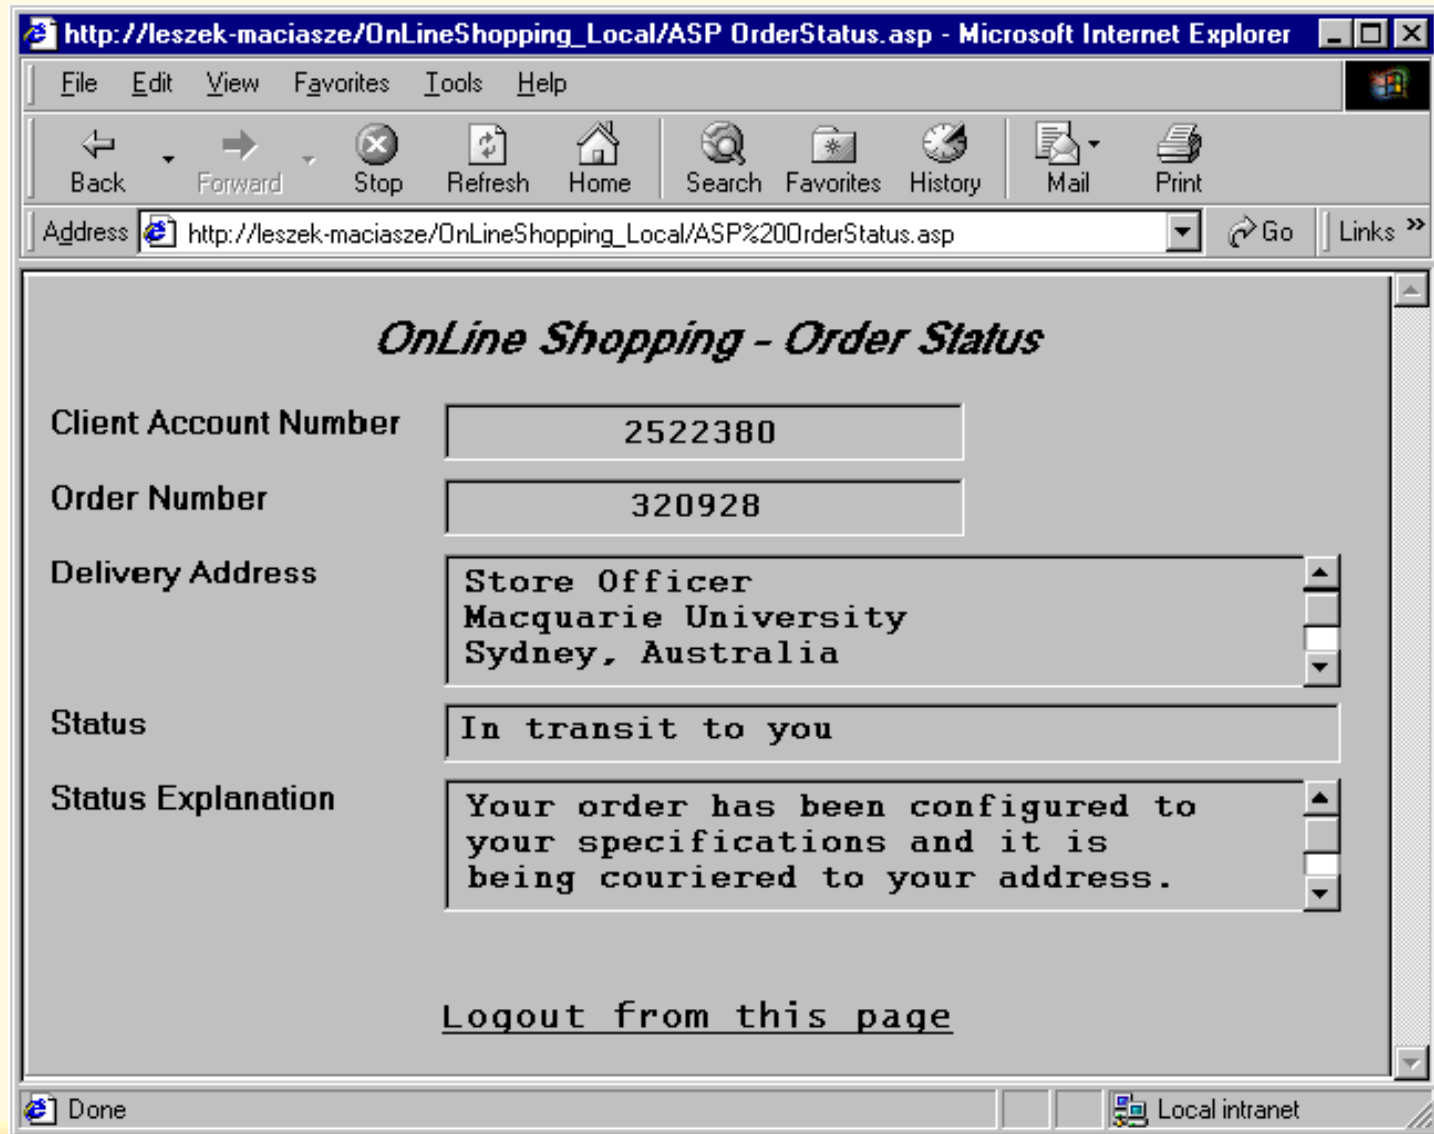 http://leszek-maciasze/OnLineShopping_Local/ASP OrderStatus.asp - Microsoft Internet Explorer
File Edit View Favorites Tools Help
Back Forward Stop Refresh Home Search Favorites History Mail Print
Address http://leszek-maciasze/OnLineShopping_Local/ASP%20OrderStatus.asp Go Links »
OnLine Shopping - Order Status
Client Account Number 2522380
Order Number 320928
Delivery Address Store Officer
Macquarie University
Sydney, Australia
Status In transit to you
Status Explanation Your order has been configured to
your specifications and it is
being couriered to your address.
Logout from this page
Done Local intranet